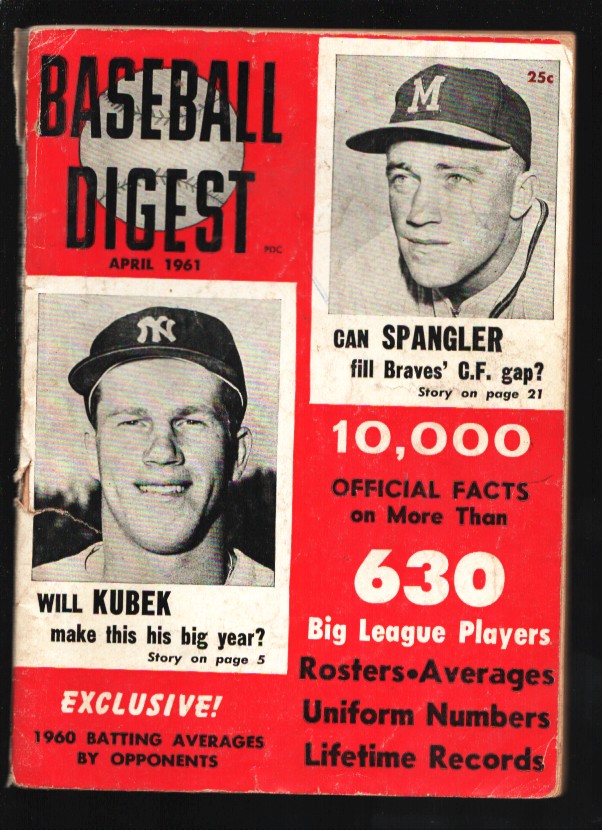 BASEBALL
DIGEST
PDC
APRIL 1961
25c
M
CAN SPANGLER
fill Braves' C.F. gap?
Story on page 21
NY
WILL KUBEK
make this his big year?
Story on page 5
10,000
OFFICIAL FACTS
on More Than
630
Big League Players
Rosters•Averages
Uniform Numbers
Lifetime Records
EXCLUSIVE!
1960 BATTING AVERAGES
BY OPPONENTS